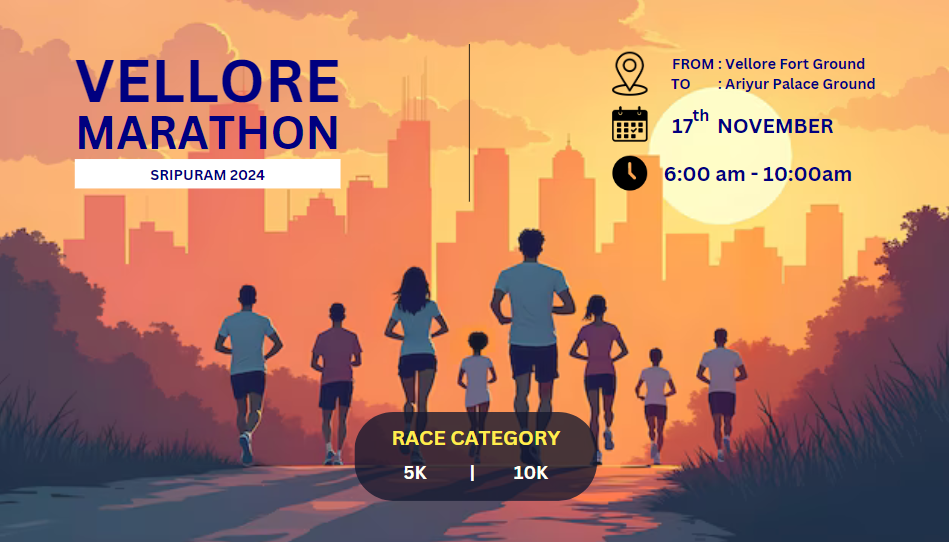 VELLORE
MARATHON
SRIPURAM 2024
FROM : Vellore Fort Ground
TO : Ariyur Palace Ground
17th NOVEMBER
6:00 am - 10:00am
RACE CATEGORY
5K | 10K